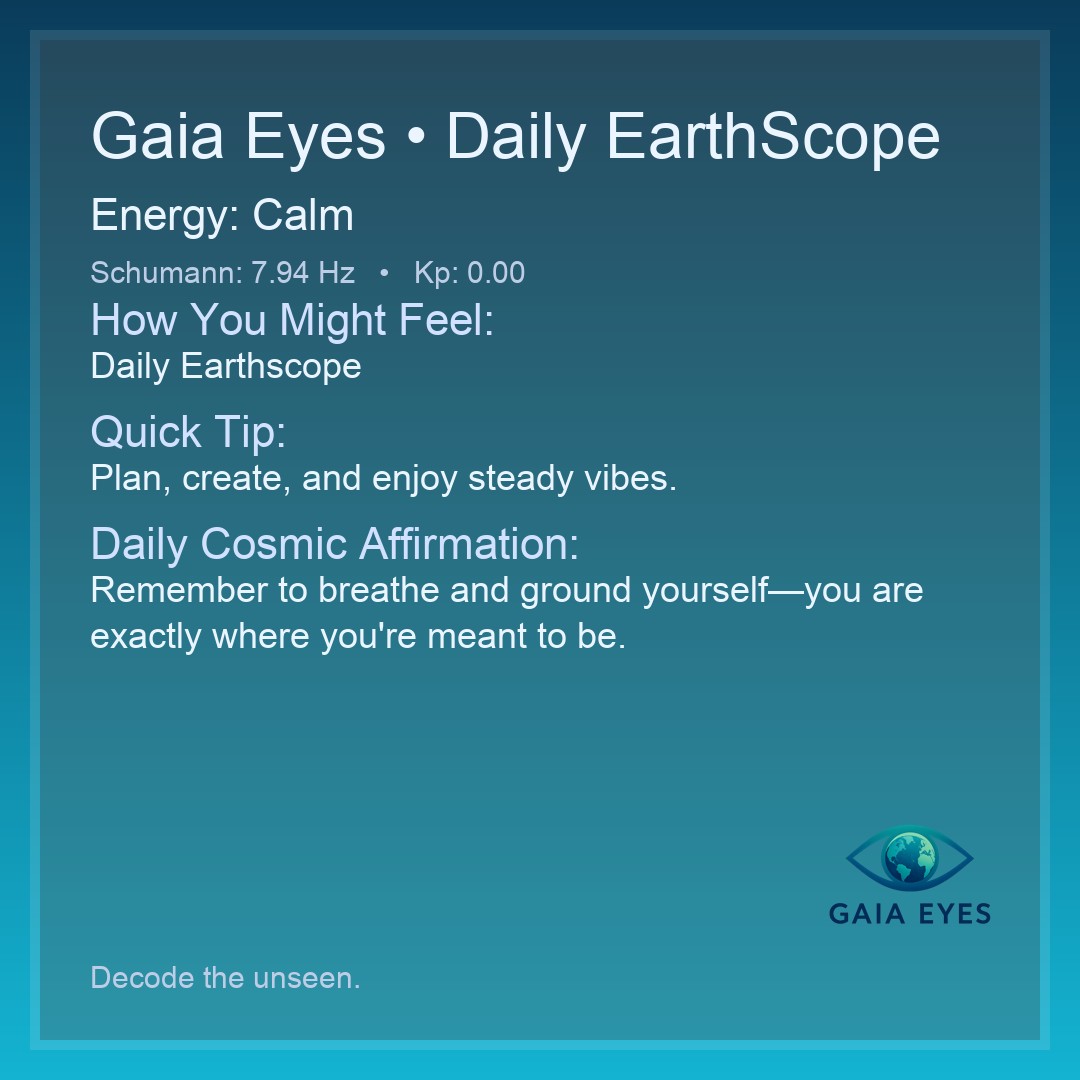 Gaia Eyes • Daily EarthScope
Energy: Calm
Schumann: 7.94 Hz • Kp: 0.00
How You Might Feel:
Daily Earthscope
Quick Tip:
Plan, create, and enjoy steady vibes.
Daily Cosmic Affirmation:
Remember to breathe and ground yourself—you are
exactly where you're meant to be.
GAIA EYES
Decode the unseen.